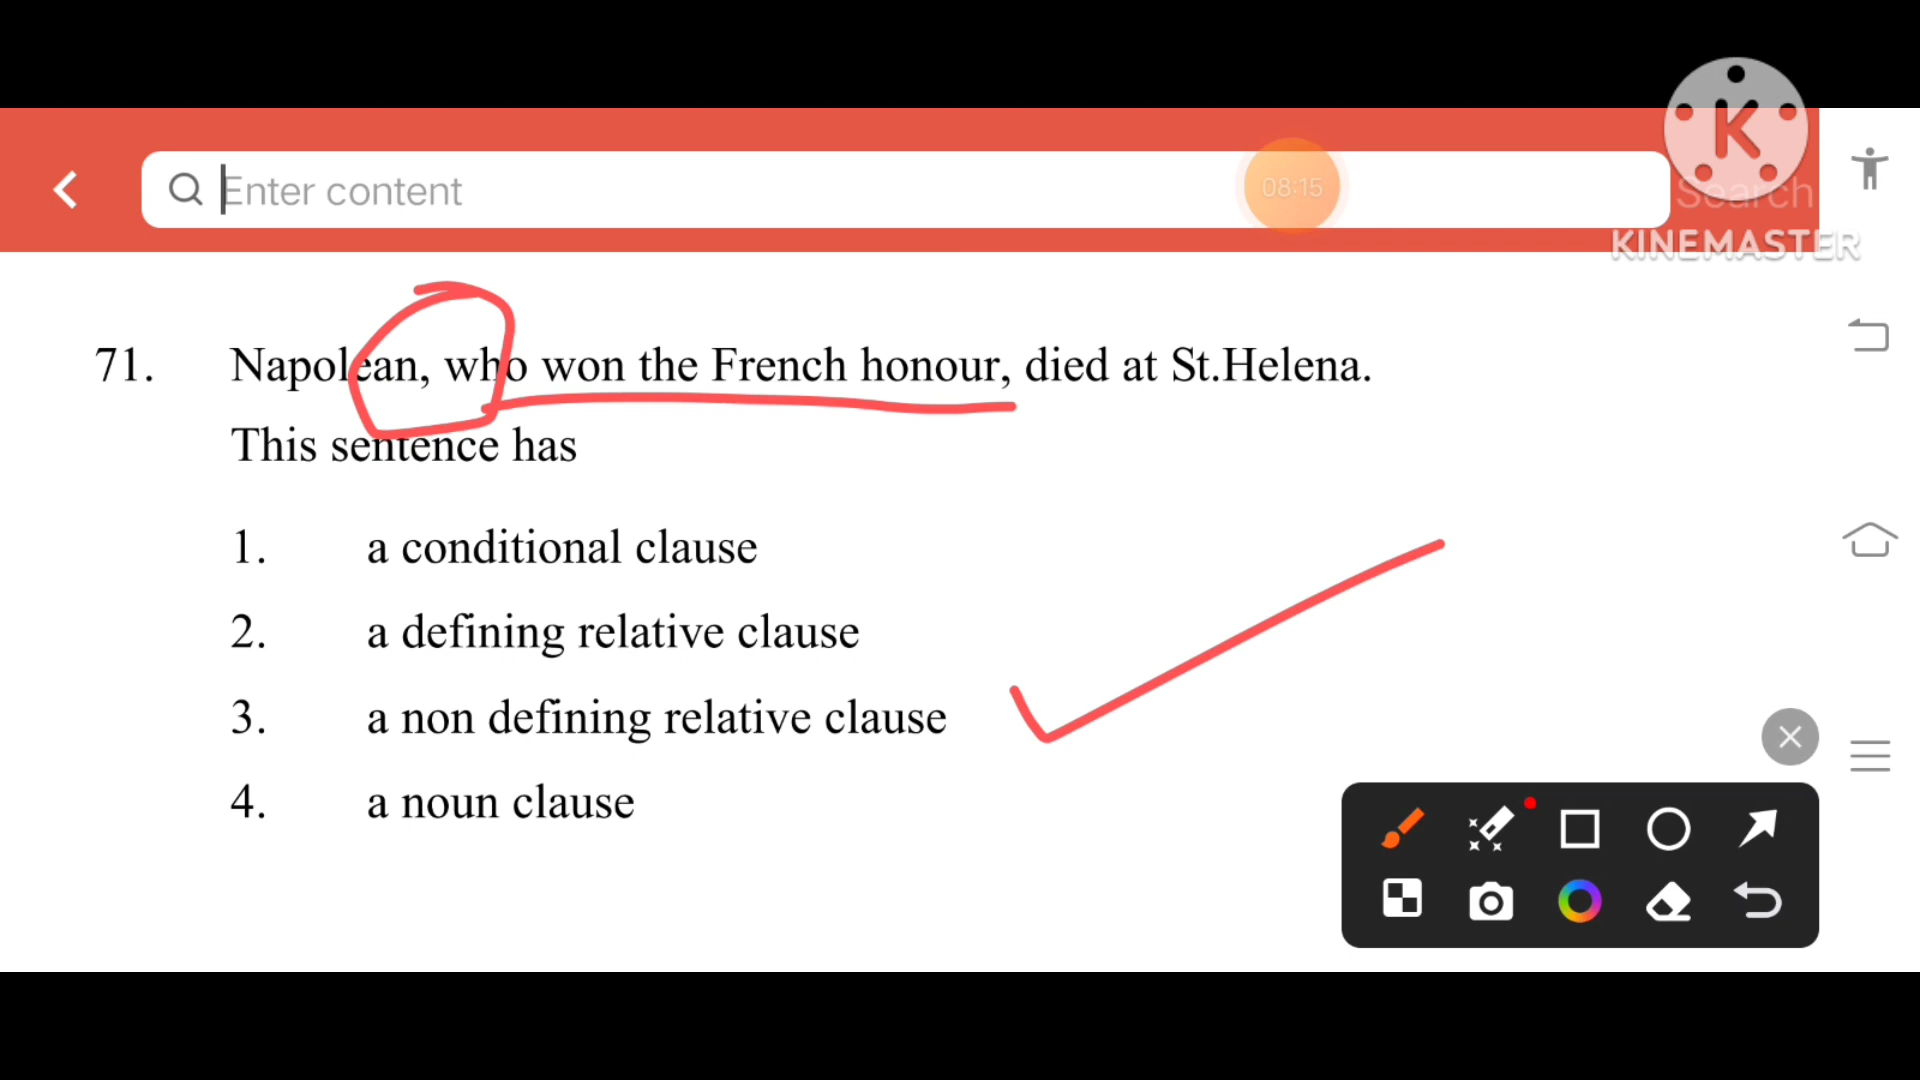 K
Enter content
08:15
Search
KINEMASTER
71. Napolean, who won the French honour, died at St.Helena.
This sentence has
1. a conditional clause
2. a defining relative clause
3. a non defining relative clause
4. a noun clause